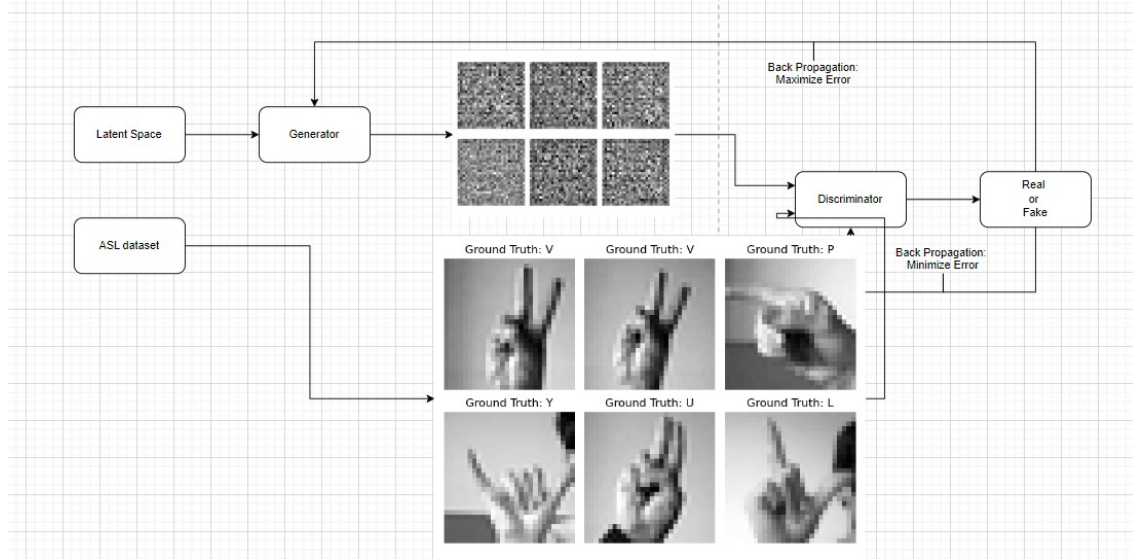 Back Propagation:
Maximize Error
Latent Space
Generator
Discriminator
Real
or
Fake
ASL dataset
Back Propagation:
Minimize Error
Ground Truth: V
Ground Truth: V
Ground Truth: P
Ground Truth: Y
Ground Truth: U
Ground Truth: L